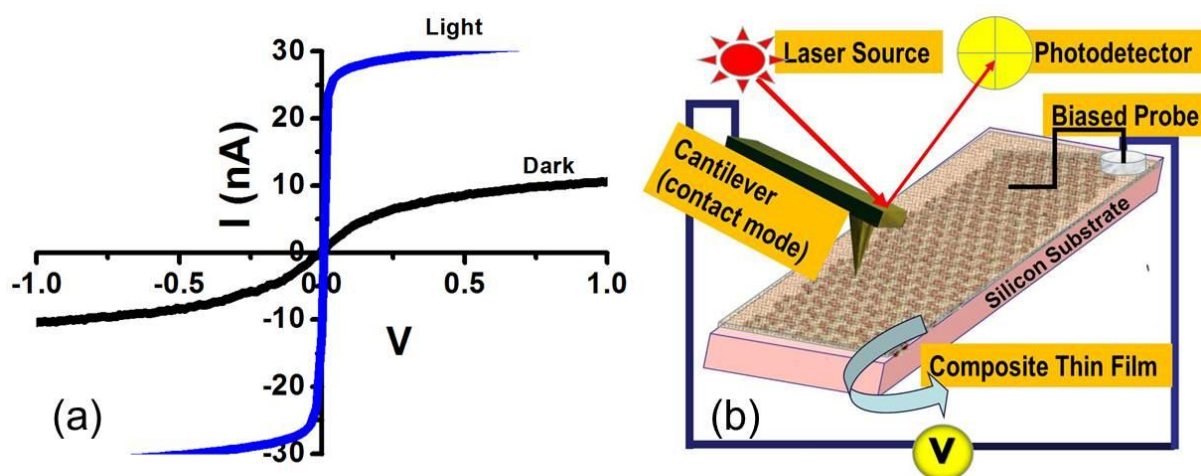 Light
30
20
10
0
-10
-20
-30
I (nA)
Dark
-1.0 -0.5 0.0 0.5 1.0
V
(a)
Laser Source
Photodetector
Biased Probe
Cantilever
(contact mode)
Silicon Substrate
Composite Thin Film
V
(b)